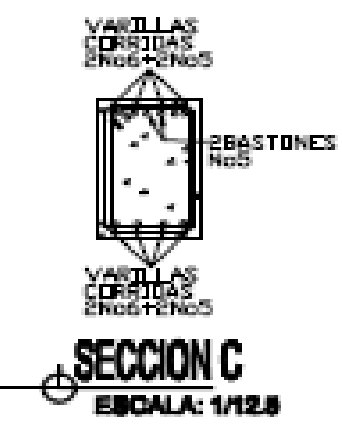 VARILLAS
CORRIDAS
2No6+2No5
2BASTONES
No5
VARILLAS
CORRIDAS
2No6+2No5
SECCION C
ESCALA: 1/12.5